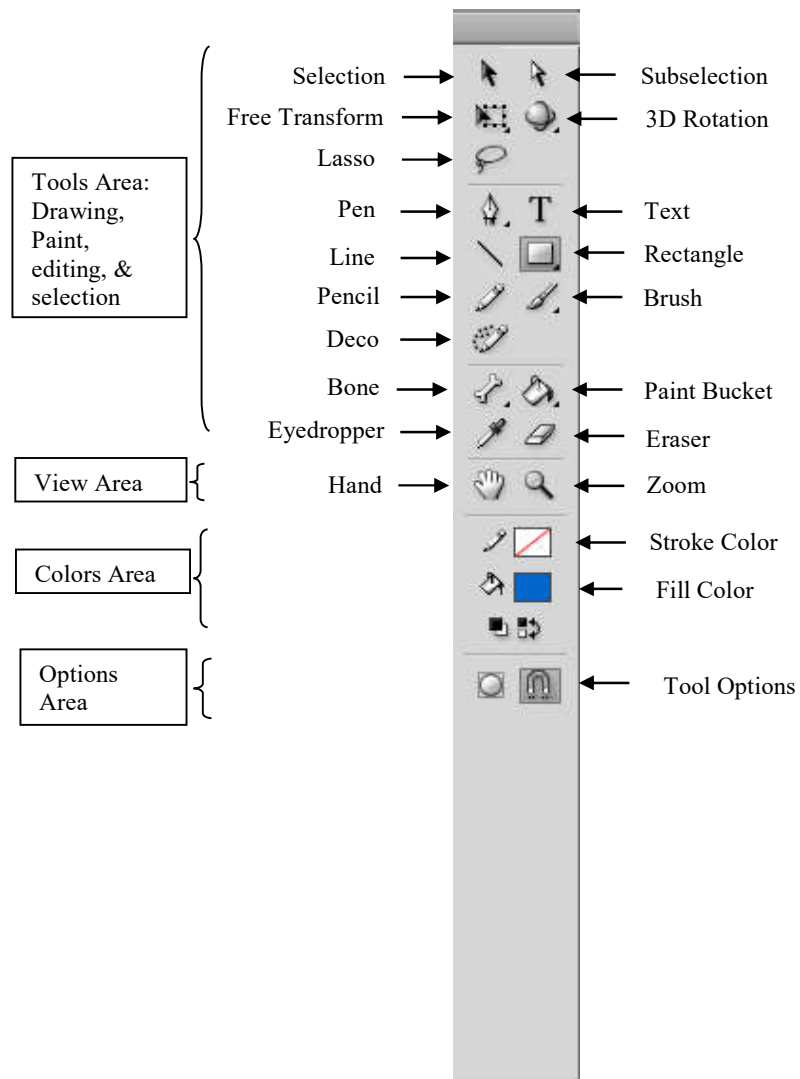 Selection
Subselection
Free Transform
3D Rotation
Lasso
Tools Area:
Drawing,
Paint,
editing, &
selection
Pen
Text
Line
Rectangle
Pencil
Brush
Deco
Bone
Paint Bucket
Eyedropper
Eraser
View Area
Hand
Zoom
Stroke Color
Colors Area
Fill Color
Options
Area
Tool Options